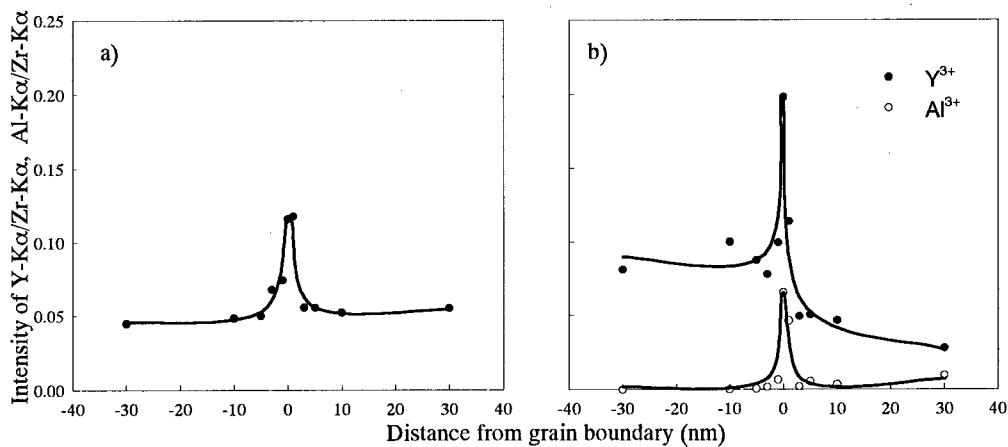 Intensity of Y-Kα/Zr-Kα, Al-Kα/Zr-Kα
a)
0.25
0.20
0.15
0.10
0.05
0.00
-40 -30 -20 -10 0 10 20 30 40
b)
Y3+
Al3+
-40 -30 -20 -10 0 10 20 30 40
Distance from grain boundary (nm)